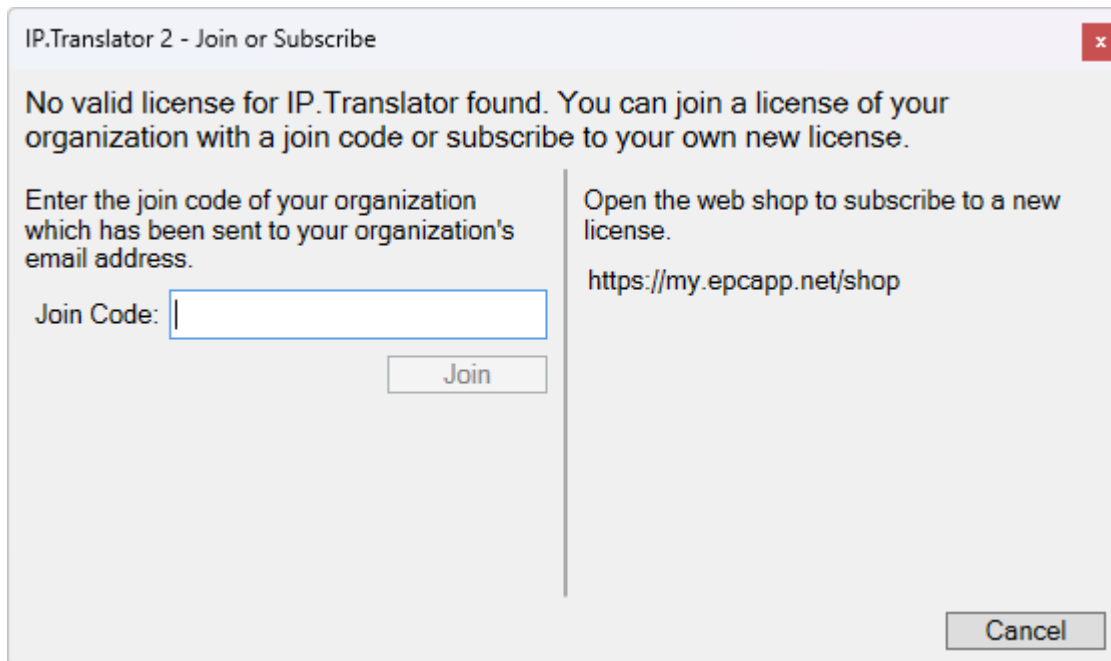 IP.Translator 2 - Join or Subscribe
x
No valid license for IP.Translator found. You can join a license of your
organization with a join code or subscribe to your own new license.
Enter the join code of your organization
which has been sent to your organization's
email address.
Join Code:
Join
Open the web shop to subscribe to a new
license.
https://my.epcapp.net/shop
Cancel